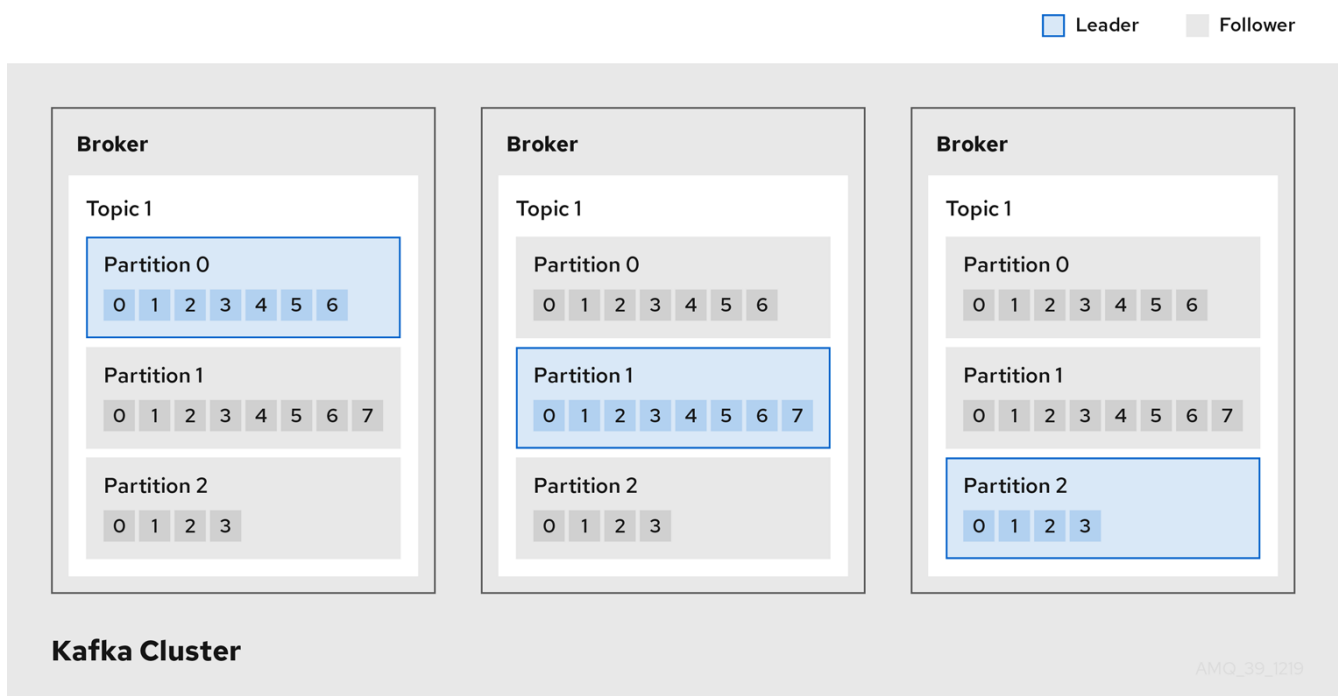 Leader
Follower
Broker
Topic 1
Partition 0
0 1 2 3 4 5 6
Partition 1
0 1 2 3 4 5 6 7
Partition 2
0 1 2 3
Broker
Topic 1
Partition 0
0 1 2 3 4 5 6
Partition 1
0 1 2 3 4 5 6 7
Partition 2
0 1 2 3
Broker
Topic 1
Partition 0
0 1 2 3 4 5 6
Partition 1
0 1 2 3 4 5 6 7
Partition 2
0 1 2 3
Kafka Cluster
AMQ_39_1219